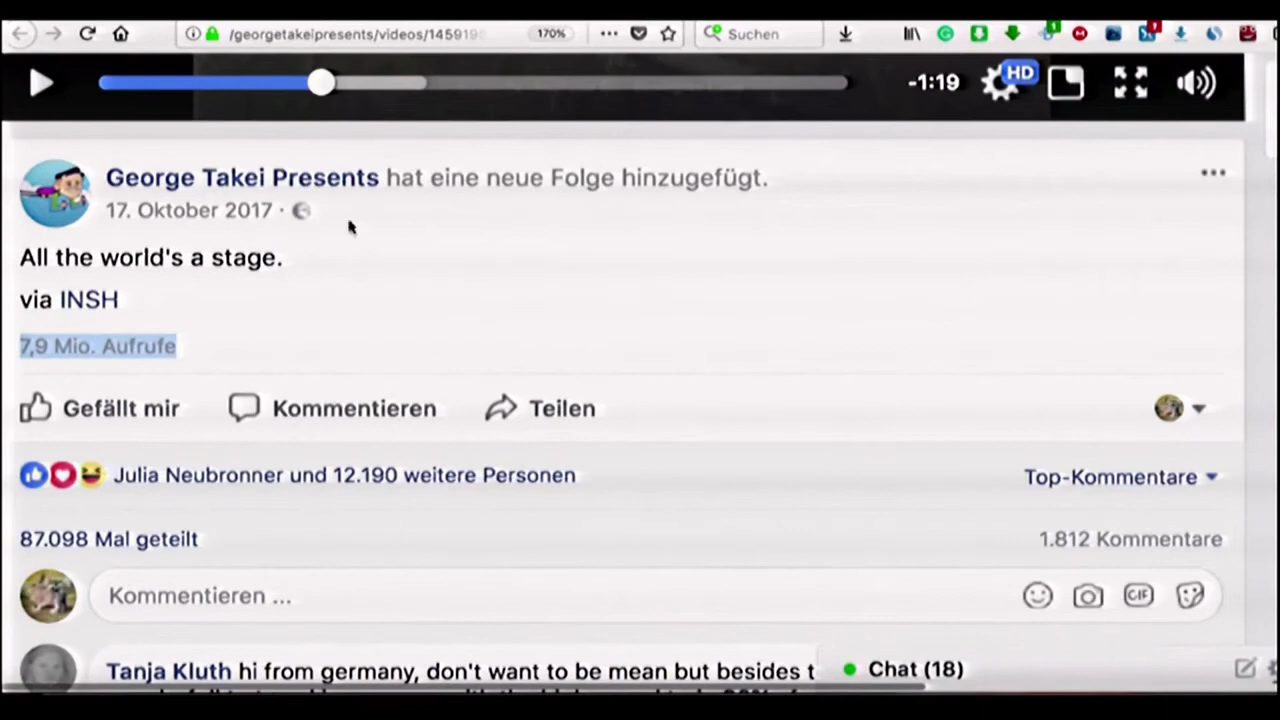 /georgetakeipresents/videos/1459195
170%
Suchen
-1:19
HD
George Takei Presents hat eine neue Folge hinzugefügt.
17. Oktober 2017 ·
All the world's a stage.
via INSH
7,9 Mio. Aufrufe
Gefällt mir
Kommentieren
Teilen
Julia Neubronner und 12.190 weitere Personen
Top-Kommentare
87.098 Mal geteilt
1.812 Kommentare
Kommentieren ...
GIF
Tanja Kluth hi from germany, don't want to be mean but besides t
Chat (18)